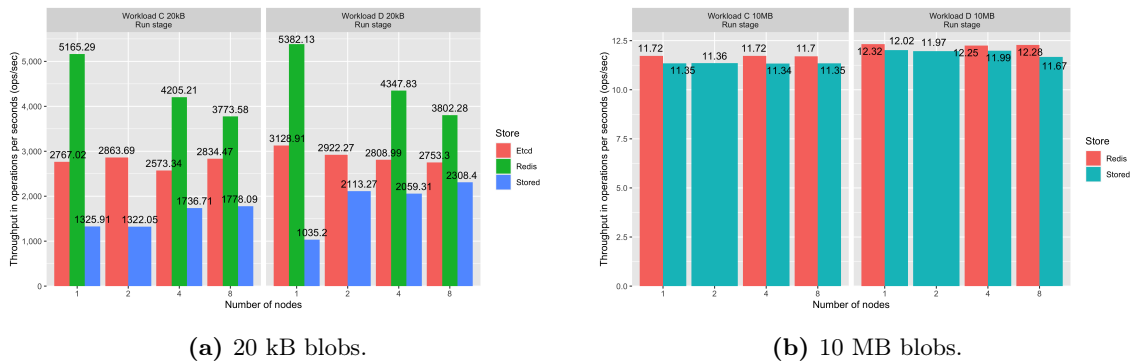 Workload C 20kB
Run stage
Workload D 20kB
Run stage
Throughput in operations per seconds (ops/sec)
5,000
4,000
3,000
2,000
1,000
0
5165.29
4205.21
3773.58
2767.02
2863.69
2573.34
2834.47
1325.91
1322.05
1736.71
1778.09
5382.13
4347.83
3802.28
3128.91
2922.27
2808.99
2753.3
1035.2
2113.27
2059.31
2308.4
1 2 4 8
1 2 4 8
Number of nodes
Store
Etcd
Redis
Stored
(a) 20 kB blobs.
Workload C 10MB
Run stage
Workload D 10MB
Run stage
Throughput in operations per seconds (ops/sec)
12.5
10.0
7.5
5.0
2.5
0.0
11.72
11.35
11.36
11.72
11.34
11.7
11.35
12.32
12.02
11.97
12.25
11.99
12.28
11.67
1 2 4 8
1 2 4 8
Number of nodes
Store
Redis
Stored
(b) 10 MB blobs.